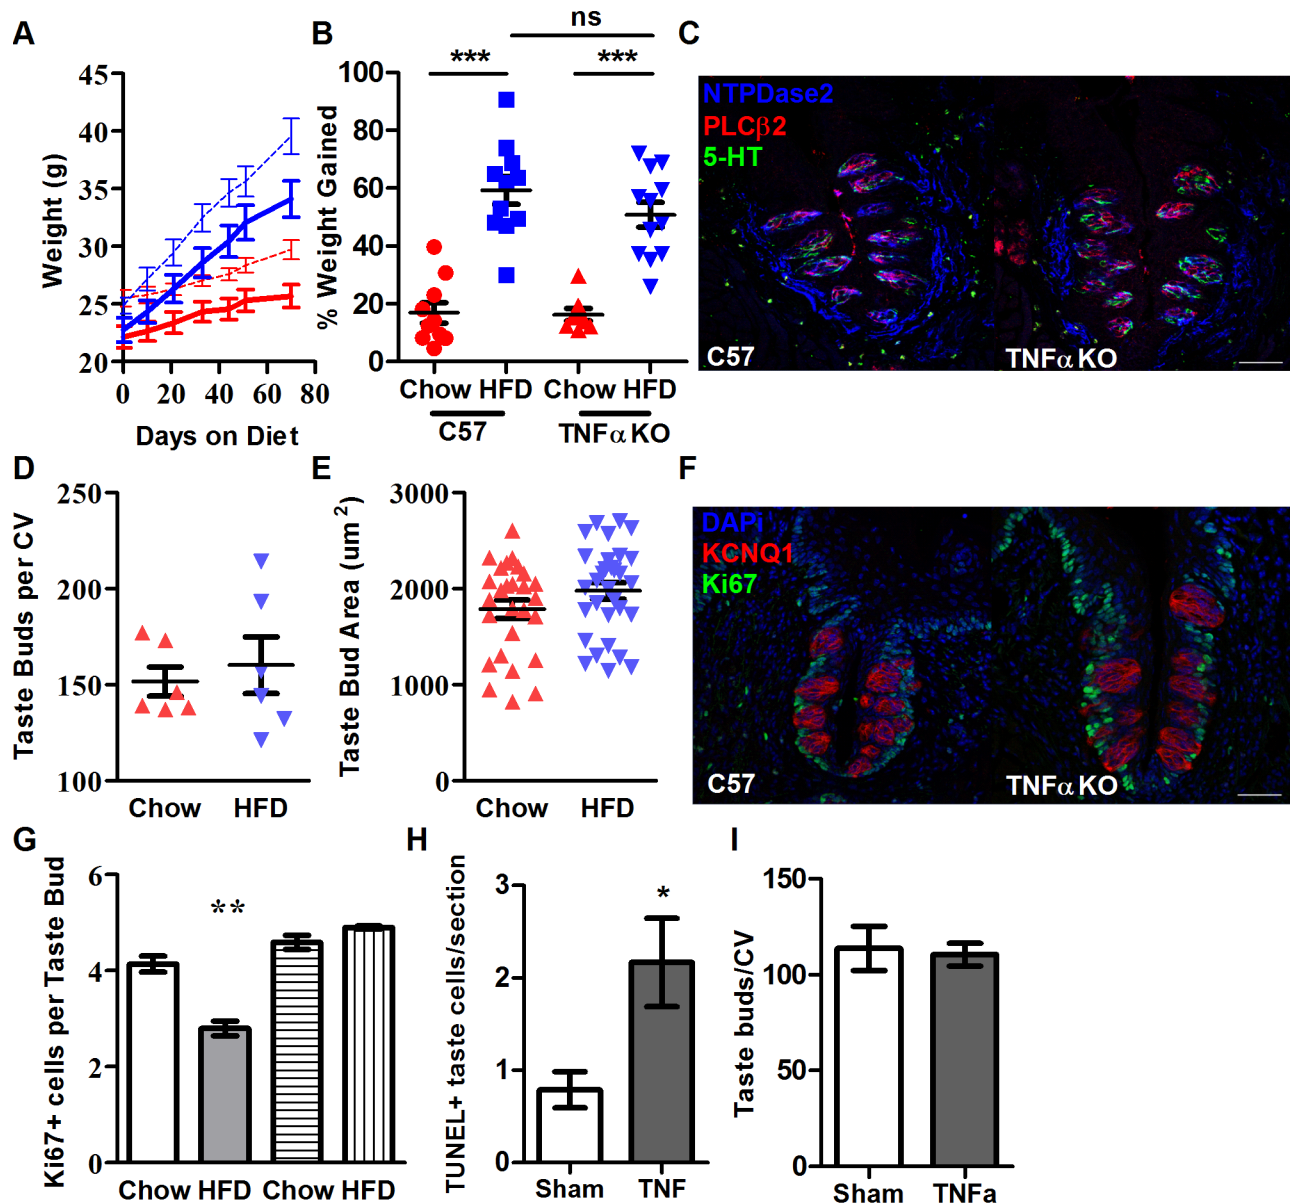 A
Weight (g)
45
40
35
30
25
20
0 20 40 60 80
Days on Diet
B
ns
*** ***
% Weight Gained
100
80
60
40
20
0
Chow HFD Chow HFD
C57 TNFα KO
C
NTPDase2
PLCβ2
5-HT
C57 TNFα KO
D
Taste Buds per CV
250
200
150
100
Chow HFD
E
Taste Bud Area (um²)
3000
2000
1000
0
Chow HFD
F
DAPi
KCNQ1
Ki67
C57 TNFα KO
G
Ki67+ cells per Taste Bud
6
4
2
0
**
Chow HFD Chow HFD
H
TUNEL+ taste cells/section
3
2
1
0
*
Sham TNF
I
Taste buds/CV
150
100
50
0
Sham TNFa